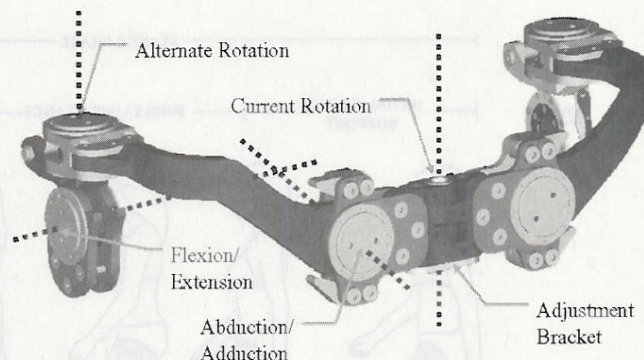 Alternate Rotation
Current Rotation
Flexion/
Extension
Abduction/
Adduction
Adjustment
Bracket